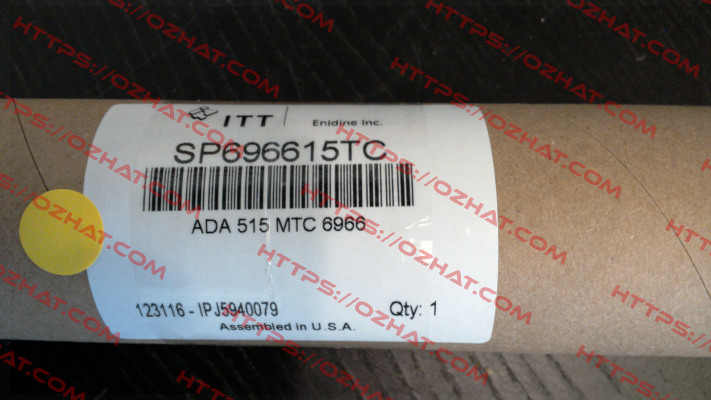 ITT
Enidine Inc.
SP696615TC
ADA 515 MTC 6966
123116 - IPJ5940079
Qty: 1
Assembled in U.S.A.
HTTPS://OZHAT.COM